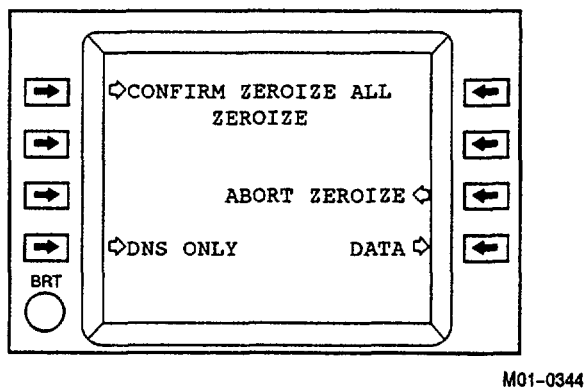 CONFIRM ZEROIZE ALL
ZEROIZE
ABORT ZEROIZE
DNS ONLY DATA
BRT
M01-0344